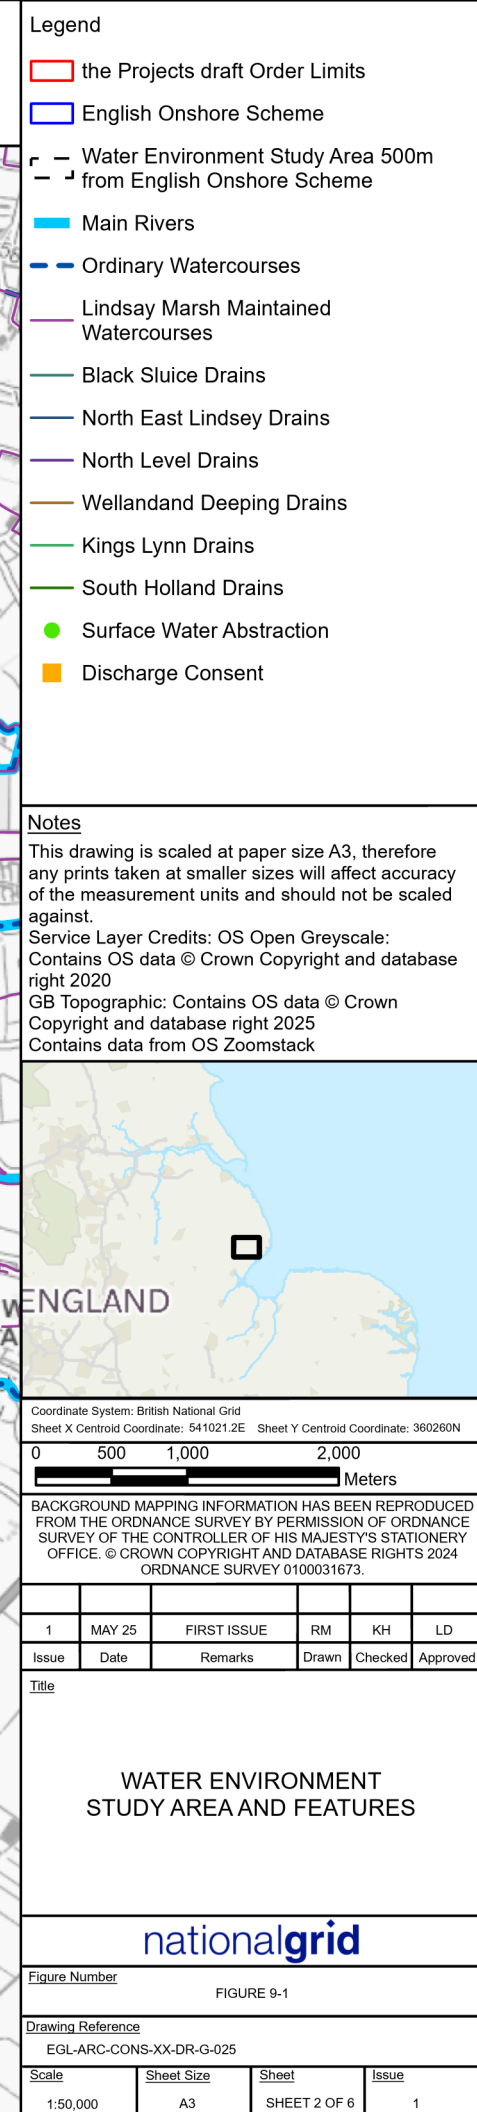 Legend
the Projects draft Order Limits
English Onshore Scheme
Water Environment Study Area 500m
from English Onshore Scheme
Main Rivers
Ordinary Watercourses
Lindsay Marsh Maintained
Watercourses
Black Sluice Drains
North East Lindsey Drains
North Level Drains
Wellandand Deeping Drains
Kings Lynn Drains
South Holland Drains
Surface Water Abstraction
Discharge Consent
Notes
This drawing is scaled at paper size A3, therefore
any prints taken at smaller sizes will affect accuracy
of the measurement units and should not be scaled
against.
Service Layer Credits: OS Open Greyscale:
Contains OS data © Crown Copyright and database
right 2020
GB Topographic: Contains OS data © Crown
Copyright and database right 2025
Contains data from OS Zoomstack
ENGLAND
Coordinate System: British National Grid
Sheet X Centroid Coordinate: 541021.2E Sheet Y Centroid Coordinate: 360260N
0 500 1,000 2,000
Meters
BACKGROUND MAPPING INFORMATION HAS BEEN REPRODUCED
FROM THE ORDNANCE SURVEY BY PERMISSION OF ORDNANCE
SURVEY OF THE CONTROLLER OF HIS MAJESTY'S STATIONERY
OFFICE. © CROWN COPYRIGHT AND DATABASE RIGHTS 2024
ORDNANCE SURVEY 0100031673.
1 MAY 25 FIRST ISSUE RM KH LD
Issue Date Remarks Drawn Checked Approved
Title
WATER ENVIRONMENT
STUDY AREA AND FEATURES
nationalgrid
Figure Number
FIGURE 9-1
Drawing Reference
EGL-ARC-CONS-XX-DR-G-025
Scale Sheet Size Sheet Issue
1:50,000 A3 SHEET 2 OF 6 1